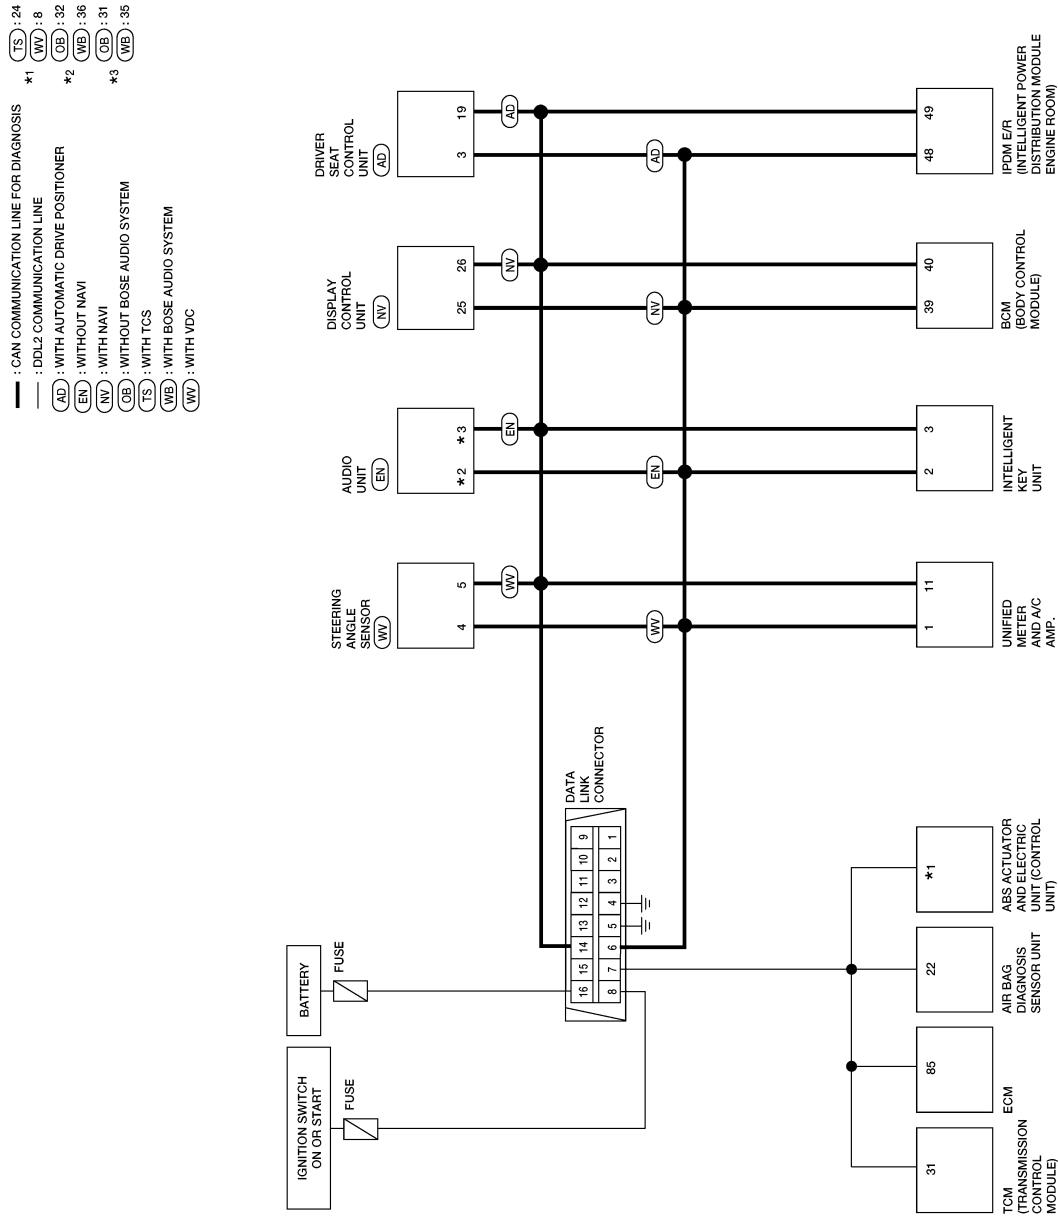 : CAN COMMUNICATION LINE FOR DIAGNOSIS
: DDL2 COMMUNICATION LINE
AD : WITH AUTOMATIC DRIVE POSITIONER
EN : WITHOUT NAVI
NV : WITH NAVI
OB : WITHOUT BOSE AUDIO SYSTEM
TS : WITH TCS
WB : WITH BOSE AUDIO SYSTEM
WV : WITH VDC
*1
TS : 24
WV : 8
*2
OB : 32
WB : 36
*3
OB : 31
WB : 35
IGNITION SWITCH
ON OR START
FUSE
BATTERY
FUSE
STEERING
ANGLE
SENSOR
WV
4 5
WV
WV
AUDIO
UNIT
EN
*2 *3
EN
EN
DISPLAY
CONTROL
UNIT
NV
25 26
NV
NV
DRIVER
SEAT
CONTROL
UNIT
AD
3 19
AD
AD
DATA
LINK
CONNECTOR
16 15 14 13 12 11 10 9
8 7 6 5 4 3 2 1
31
TCM
(TRANSMISSION
CONTROL
MODULE)
85
ECM
22
AIR BAG
DIAGNOSIS
SENSOR UNIT
*1
ABS ACTUATOR
AND ELECTRIC
UNIT (CONTROL
UNIT)
1 11
UNIFIED
METER
AND A/C
AMP.
2 3
INTELLIGENT
KEY
UNIT
39 40
BCM
(BODY CONTROL
MODULE)
48 49
IPDM E/R
(INTELLIGENT POWER
DISTRIBUTION MODULE
ENGINE ROOM)